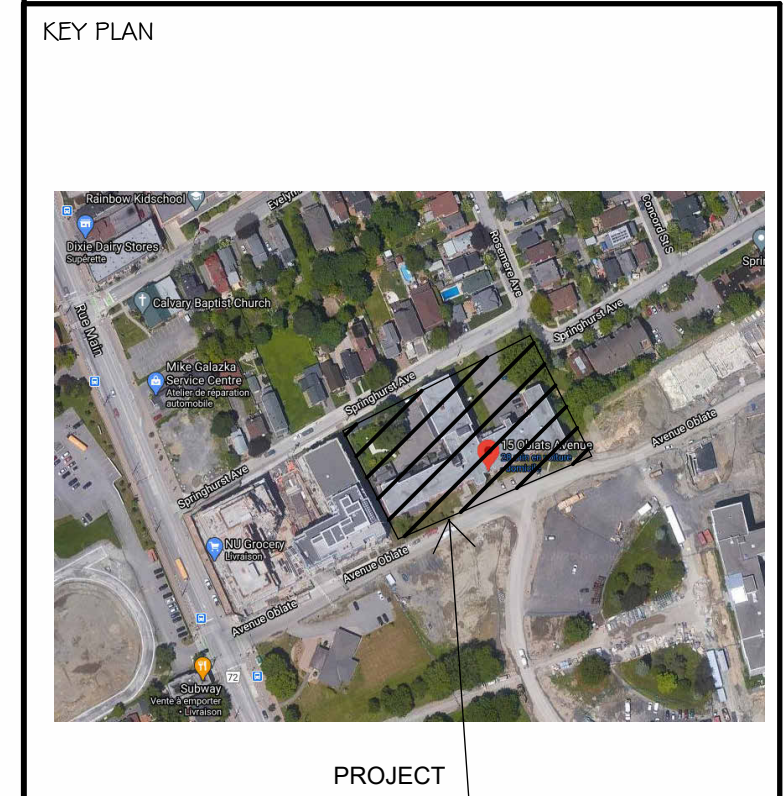 KEY PLAN
Rainbow Kidschool
Dixie Dairy Stores
Supérette
Rue Main
Calvary Baptist Church
Rosemere Ave
Concord St S
Springhurst Ave
Mike Galazka
Service Centre
Atelier de réparation
automobile
Springhurst Ave
15 Oblats Avenue
Avenue Oblate
Springhurst Ave
NU Grocery
Livraison
Avenue Oblate
Avenue Oblate
72
Subway
Vente à emporter
• Livraison
PROJECT